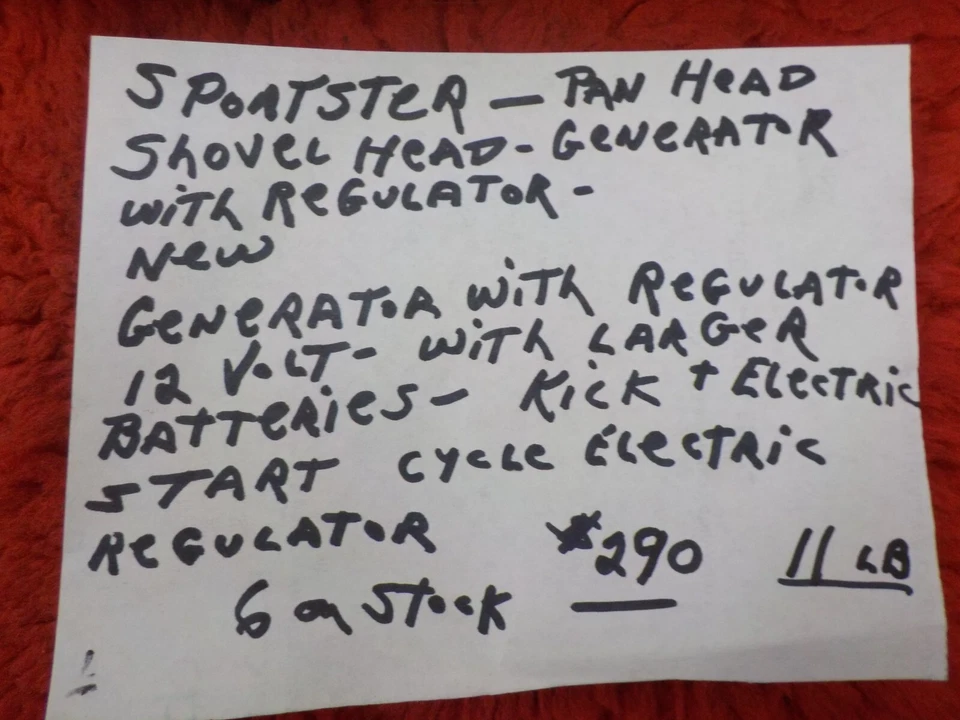 SPORTSTER - PAN HEAD
SHOVEL HEAD - GENERATOR
WITH REGULATOR -
NEW
GENERATOR WITH REGULATOR
12 VOLT - WITH LARGER
BATTERIES - KICK + ELECTRIC
START CYCLE ELECTRIC
REGULATOR $290 11 LB
6 on Stock